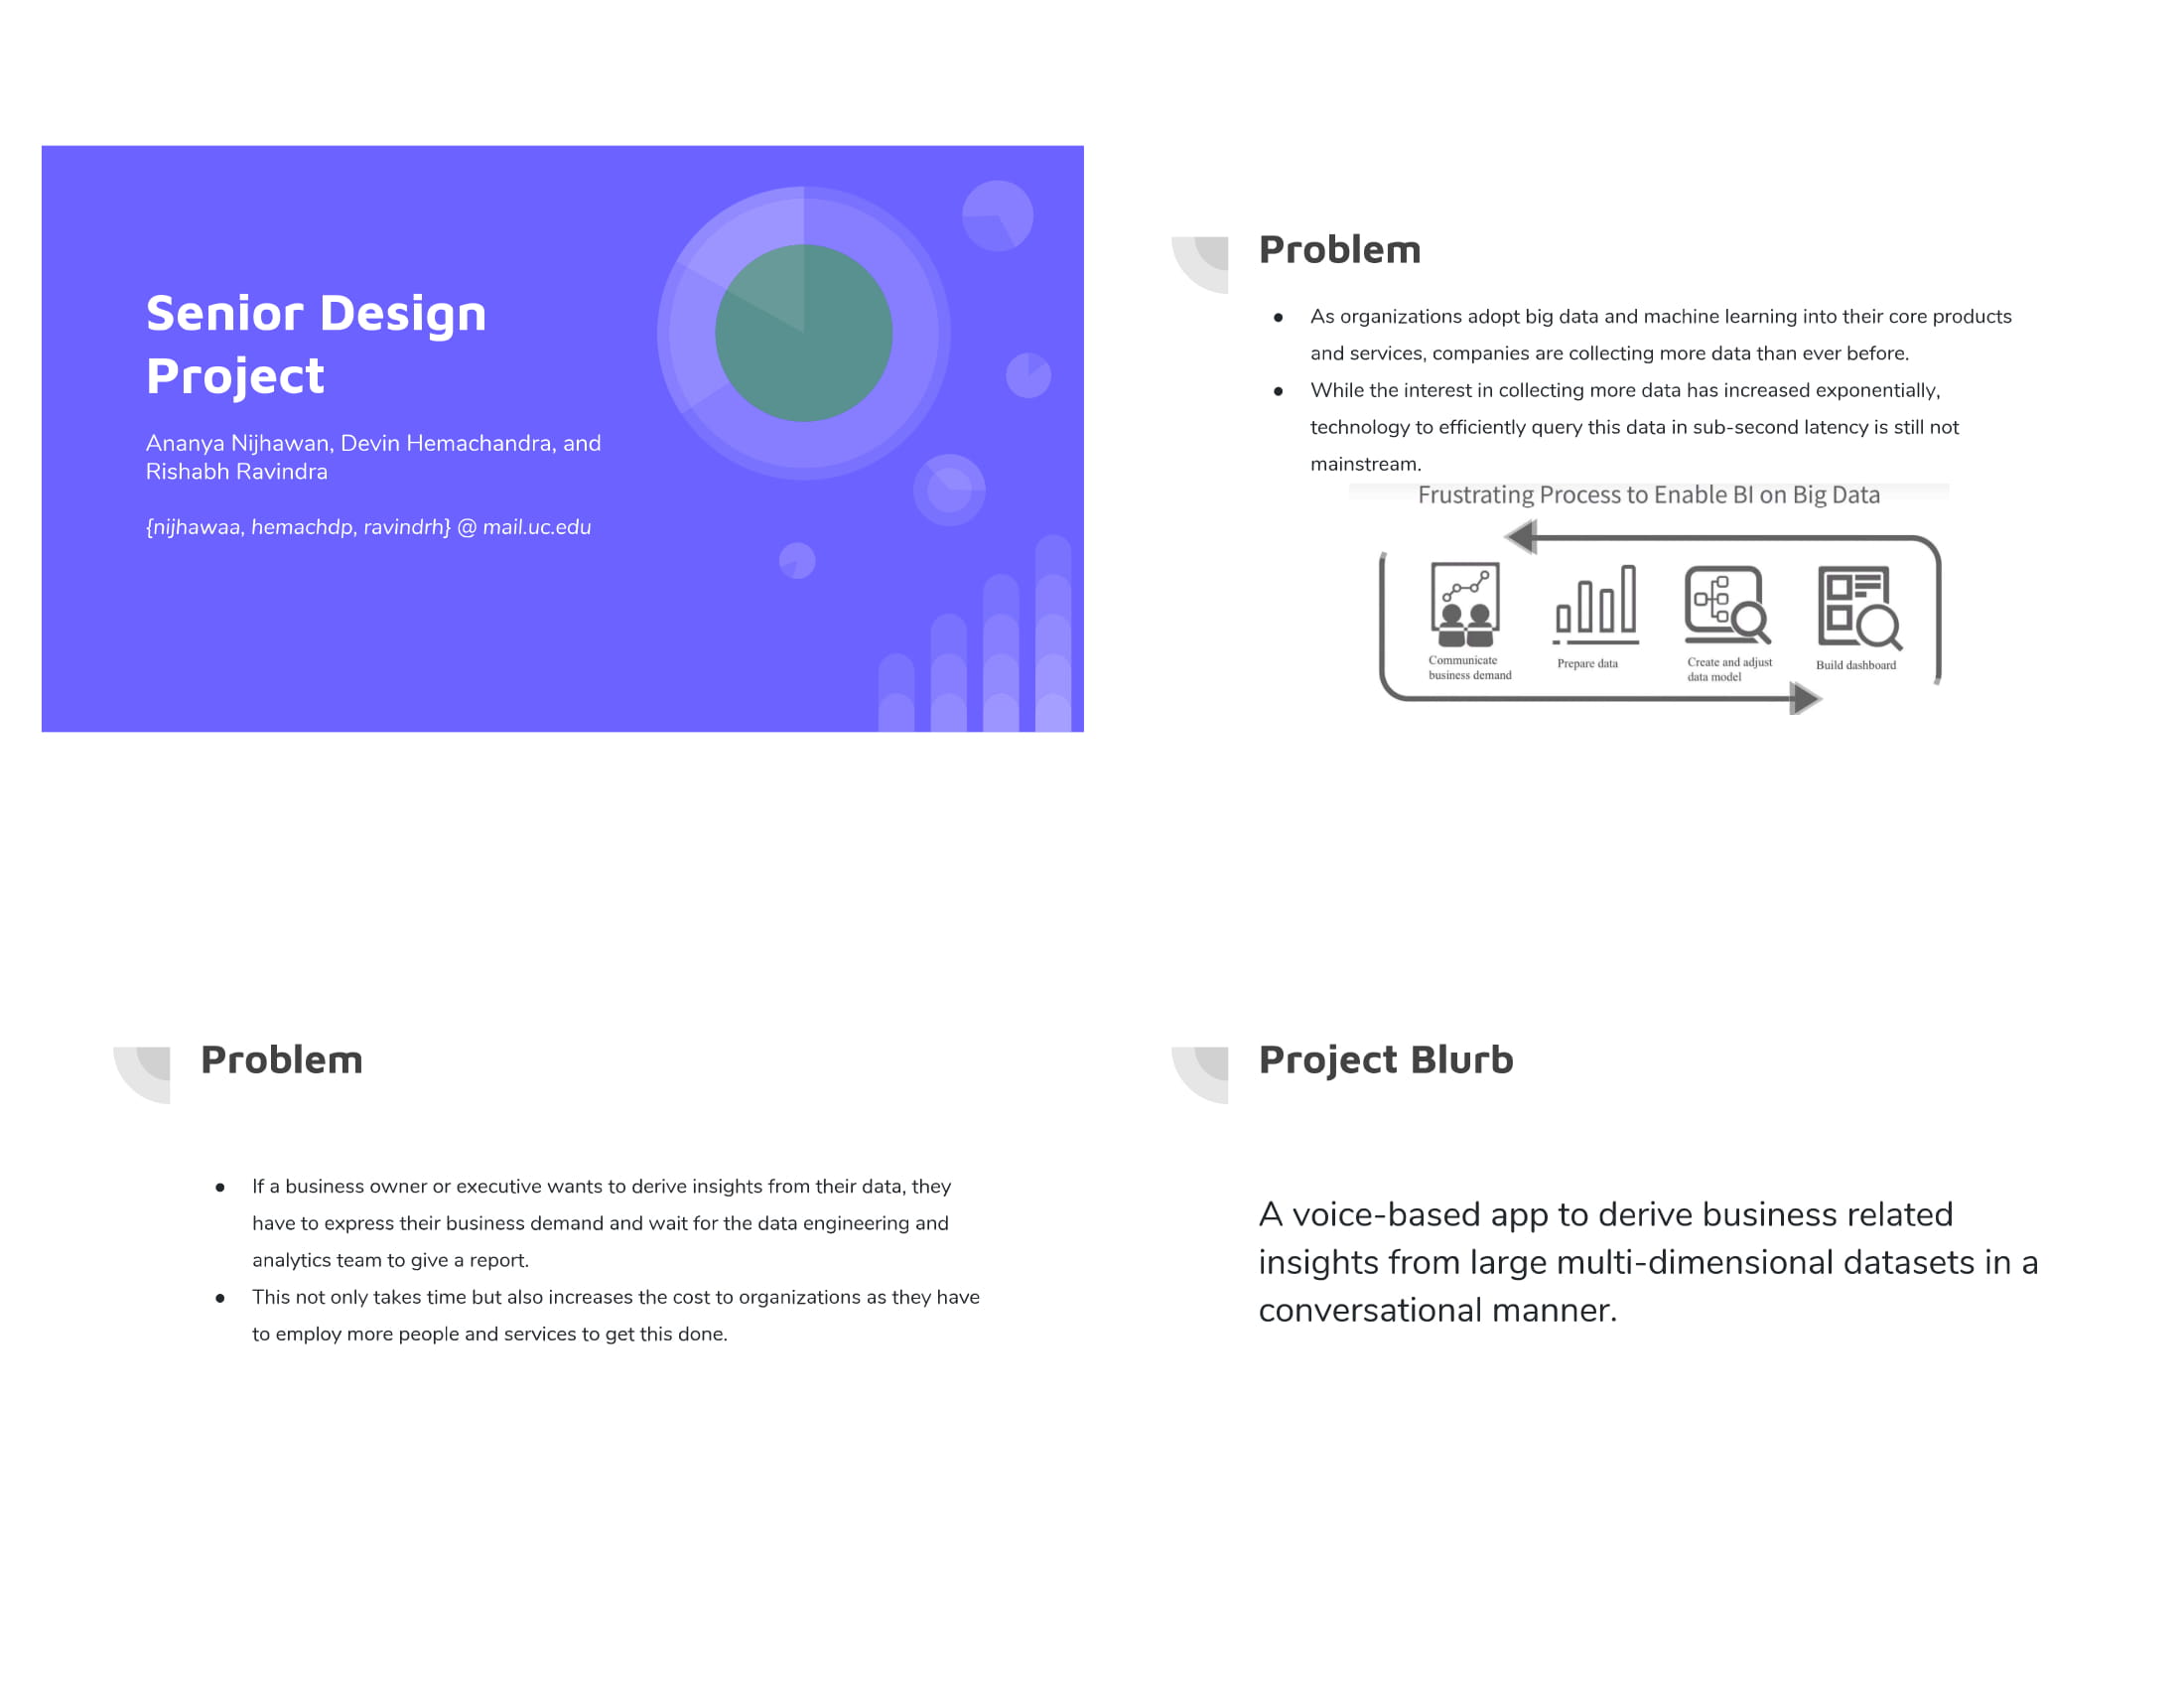 Senior Design
Project
Ananya Nijhawan, Devin Hemachandra, and
Rishabh Ravindra
{nijhawaa, hemachdp, ravindrh} @ mail.uc.edu
Problem
● As organizations adopt big data and machine learning into their core products
and services, companies are collecting more data than ever before.
● While the interest in collecting more data has increased exponentially,
technology to efficiently query this data in sub-second latency is still not
mainstream.
Frustrating Process to Enable BI on Big Data
Communicate
business demand
Prepare data
Create and adjust
data model
Build dashboard
Problem
● If a business owner or executive wants to derive insights from their data, they
have to express their business demand and wait for the data engineering and
analytics team to give a report.
● This not only takes time but also increases the cost to organizations as they have
to employ more people and services to get this done.
Project Blurb
A voice-based app to derive business related
insights from large multi-dimensional datasets in a
conversational manner.